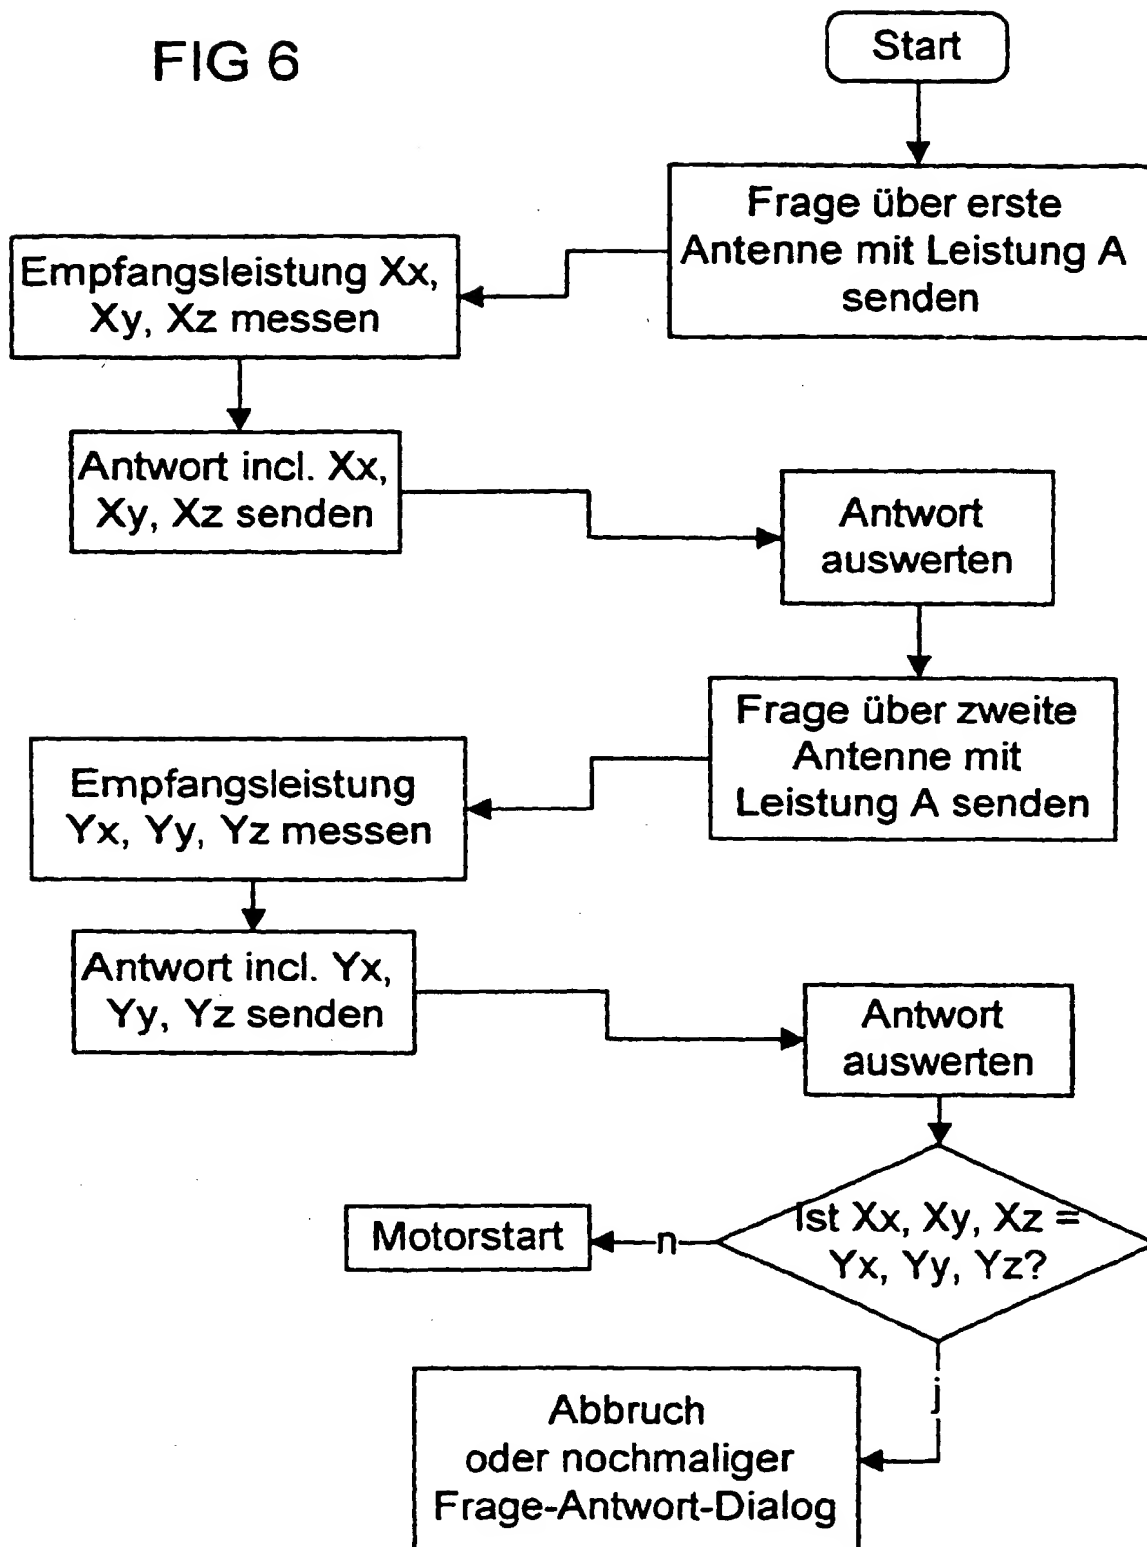 FIG 6
Start
Frage über erste
Antenne mit Leistung A
senden
Empfangsleistung Xx,
Xy, Xz messen
Antwort incl. Xx,
Xy, Xz senden
Antwort
auswerten
Frage über zweite
Antenne mit
Leistung A senden
Empfangsleistung
Yx, Yy, Yz messen
Antwort incl. Yx,
Yy, Yz senden
Antwort
auswerten
Ist Xx, Xy, Xz =
Yx, Yy, Yz?
n
Motorstart
j
Abbruch
oder nochmaliger
Frage-Antwort-Dialog